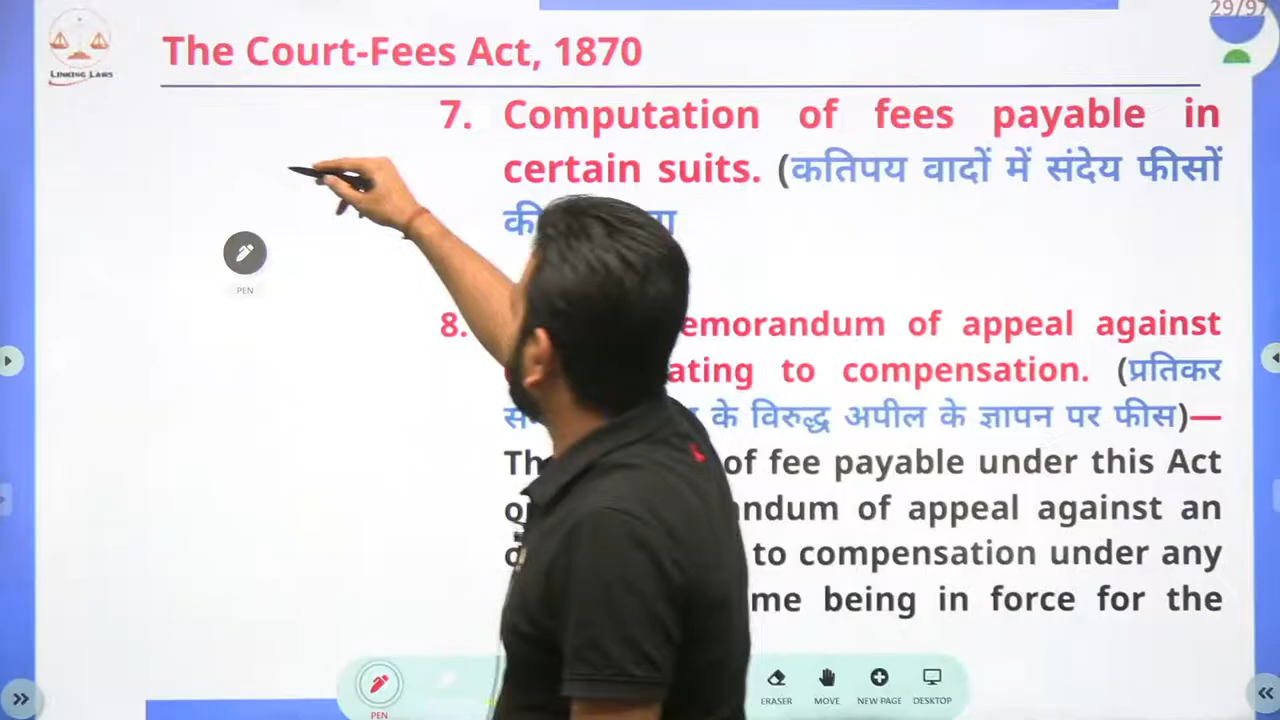 29/97
LINKING LAWS
The Court-Fees Act, 1870
7. Computation of fees payable in
certain suits. (कतिपय वादों में संदेय फीसों
की
8. emorandum of appeal against
ating to compensation. (प्रतिकर
के विरुद्ध अपील के ज्ञापन पर फीस)—
Th of fee payable under this Act
ndum of appeal against an
to compensation under any
me being in force for the
PEN
PEN
ERASER
MOVE
NEW PAGE
DESKTOP